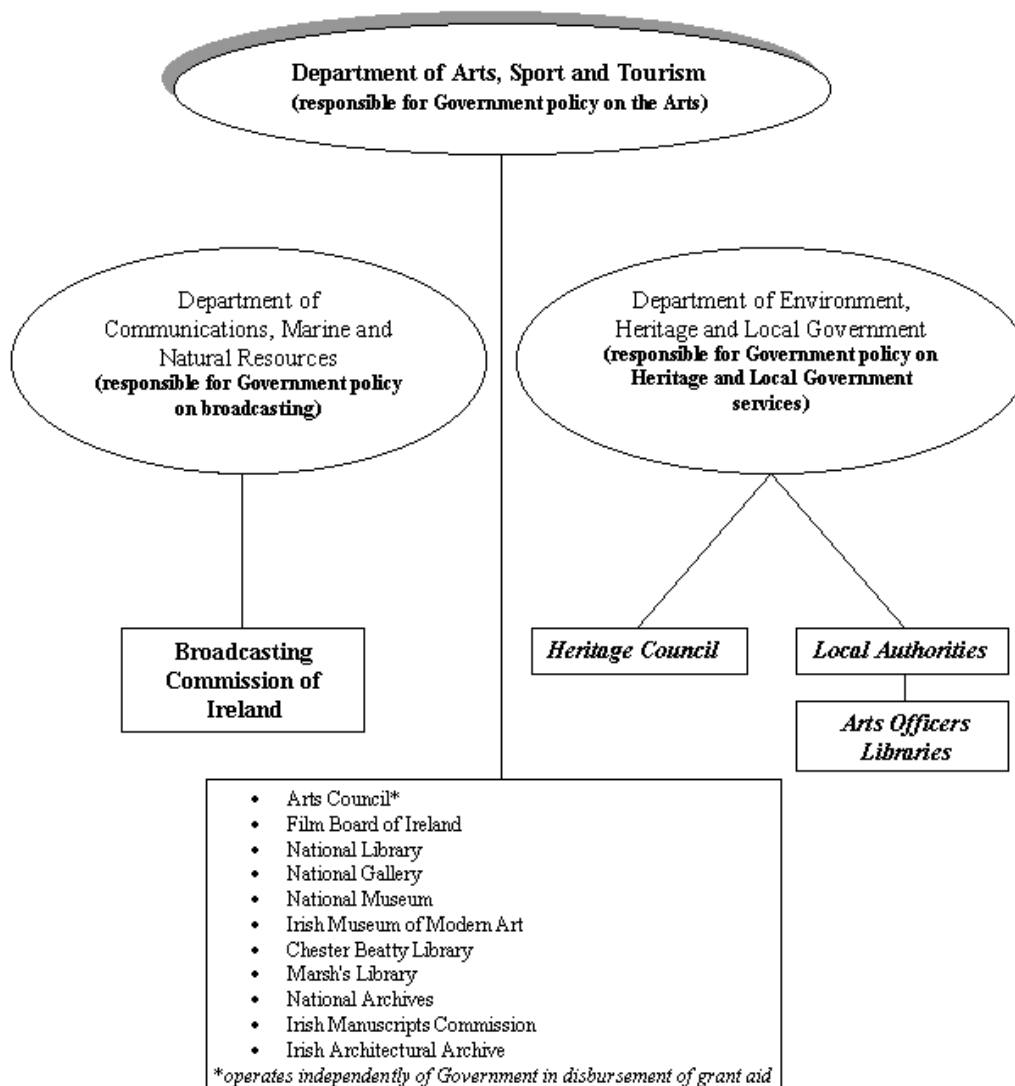 Department of Arts, Sport and Tourism
(responsible for Government policy on the Arts)
Department of
Communications, Marine and
Natural Resources
(responsible for Government policy
on broadcasting)
Department of Environment,
Heritage and Local Government
(responsible for Government policy on
Heritage and Local Government
services)
Broadcasting
Commission of
Ireland
Heritage Council
Local Authorities
Arts Officers
Libraries
• Arts Council*
• Film Board of Ireland
• National Library
• National Gallery
• National Museum
• Irish Museum of Modern Art
• Chester Beatty Library
• Marsh's Library
• National Archives
• Irish Manuscripts Commission
• Irish Architectural Archive
*operates independently of Government in disbursement of grant aid